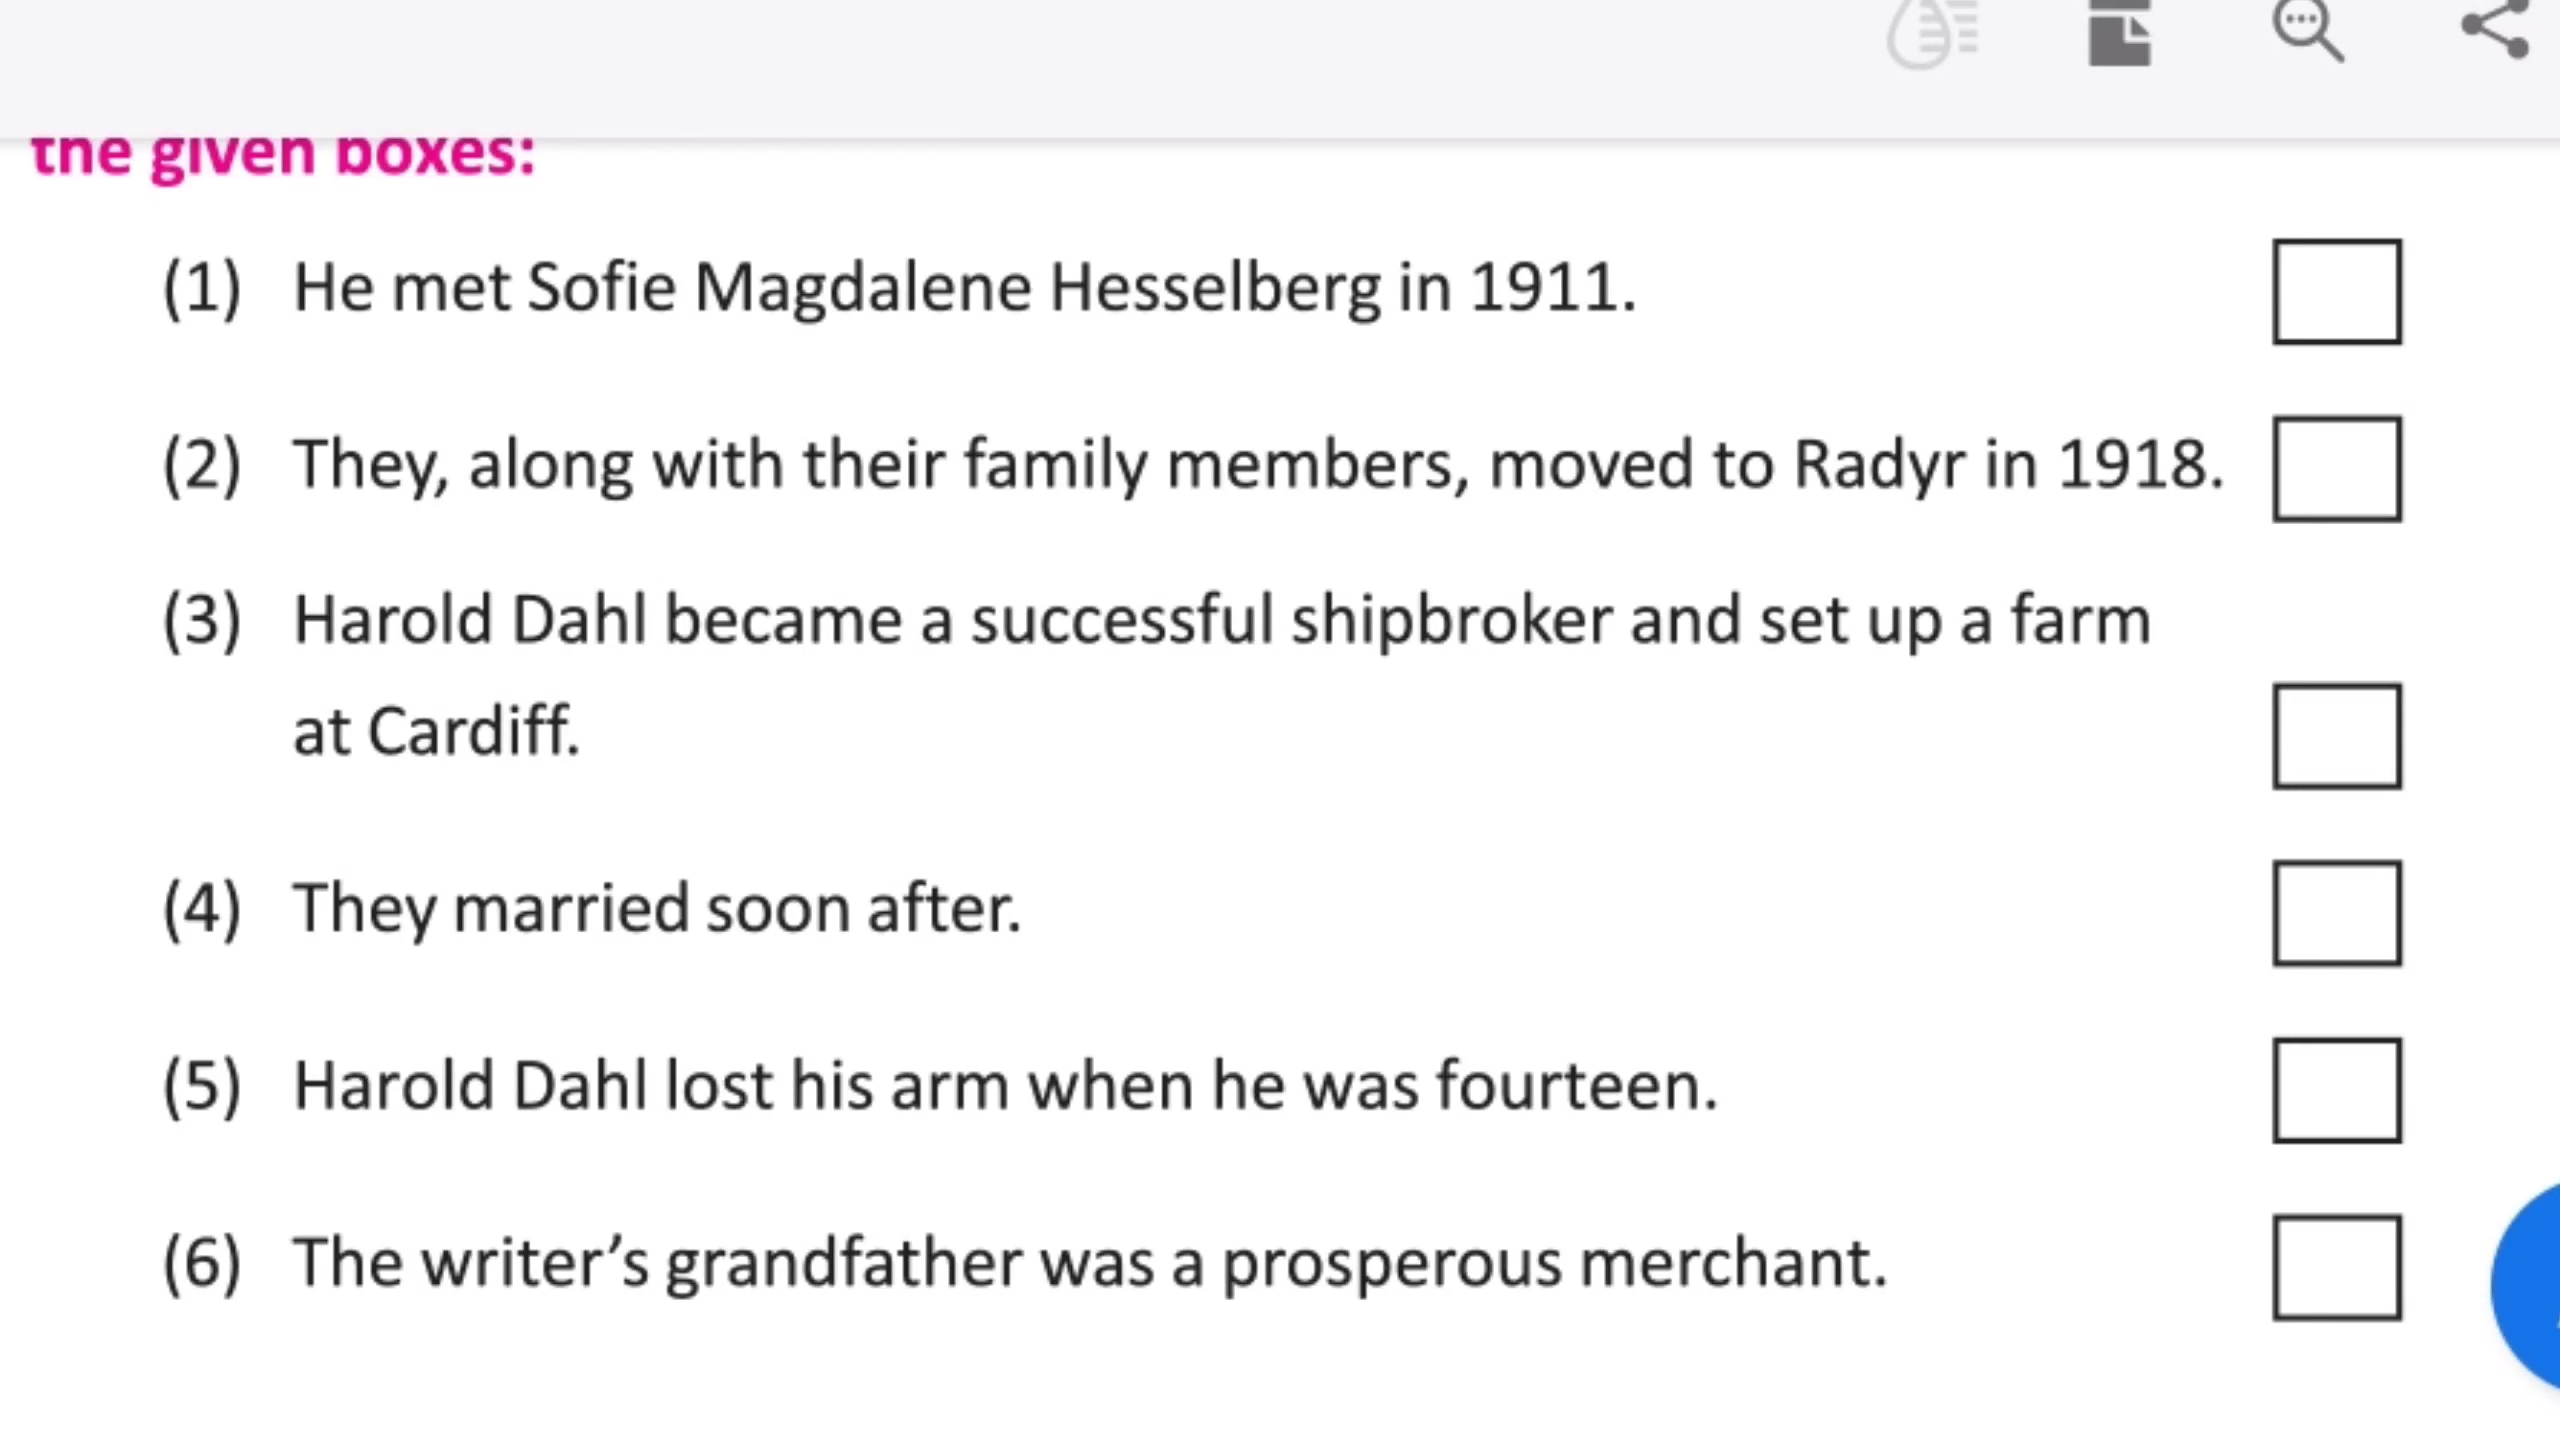 the given boxes:
(1) He met Sofie Magdalene Hesselberg in 1911.
(2) They, along with their family members, moved to Radyr in 1918.
(3) Harold Dahl became a successful shipbroker and set up a farm
at Cardiff.
(4) They married soon after.
(5) Harold Dahl lost his arm when he was fourteen.
(6) The writer’s grandfather was a prosperous merchant.